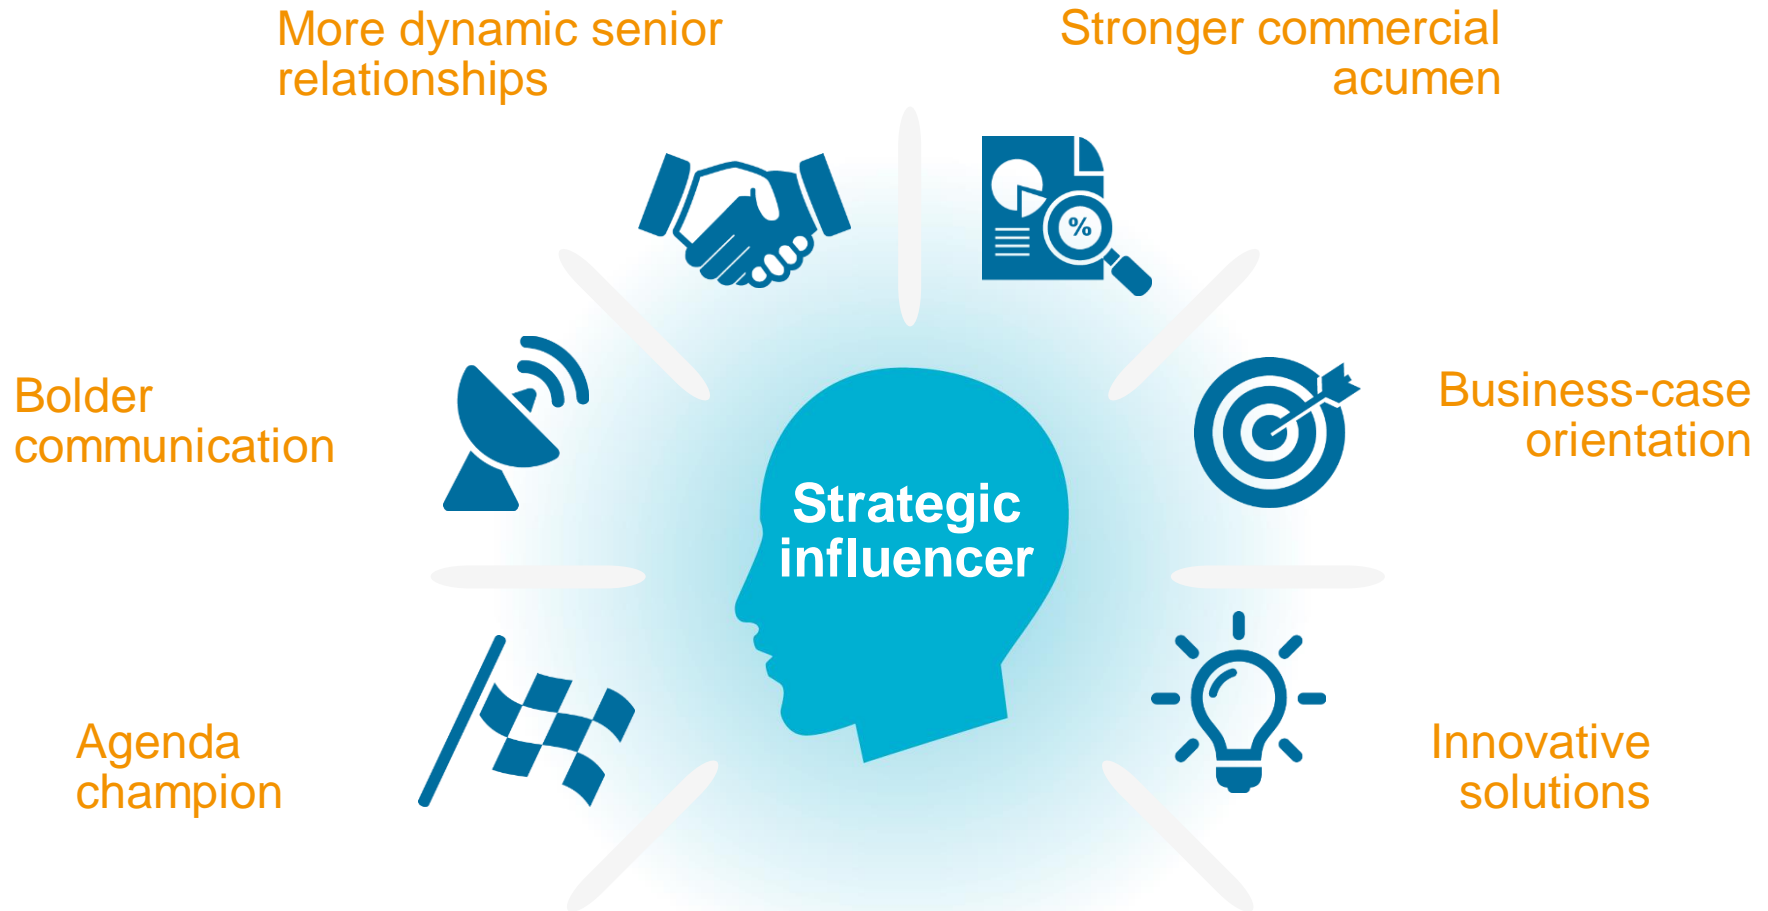 More dynamic senior
relationships
Stronger commercial
acumen
%
Bolder
communication
Business-case
orientation
Strategic
influencer
Agenda
champion
Innovative
solutions